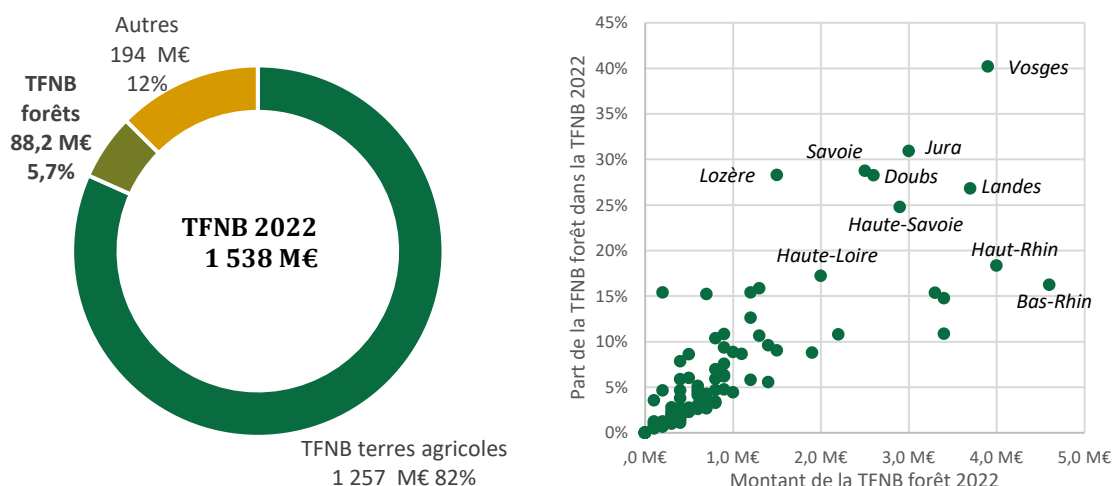 Autres
194 M€
12%
TFNB
forêts
88,2 M€
5,7%
TFNB 2022
1 538 M€
TFNB terres agricoles
1 257 M€ 82%
Part de la TFNB forêt dans la TFNB 2022
45%
40%
35%
30%
25%
20%
15%
10%
5%
0%
Vosges
Jura
Savoie
Doubs
Lozère
Landes
Haute-Savoie
Haut-Rhin
Haute-Loire
Bas-Rhin
,0 M€
1,0 M€
2,0 M€
3,0 M€
4,0 M€
5,0 M€
Montant de la TFNB forêt 2022